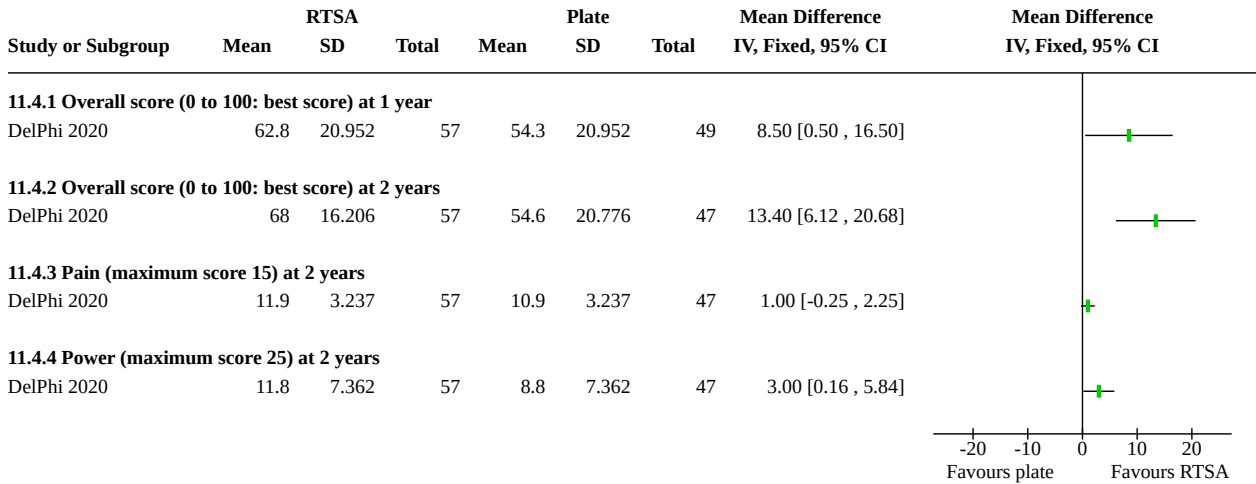 RTSA Plate Mean Difference Mean Difference
Study or Subgroup Mean SD Total Mean SD Total IV, Fixed, 95% CI IV, Fixed, 95% CI
11.4.1 Overall score (0 to 100: best score) at 1 year
DelPhi 2020 62.8 20.952 57 54.3 20.952 49 8.50 [0.50 , 16.50]
11.4.2 Overall score (0 to 100: best score) at 2 years
DelPhi 2020 68 16.206 57 54.6 20.776 47 13.40 [6.12 , 20.68]
11.4.3 Pain (maximum score 15) at 2 years
DelPhi 2020 11.9 3.237 57 10.9 3.237 47 1.00 [-0.25 , 2.25]
11.4.4 Power (maximum score 25) at 2 years
DelPhi 2020 11.8 7.362 57 8.8 7.362 47 3.00 [0.16 , 5.84]
-20 -10 0 10 20
Favours plate Favours RTSA